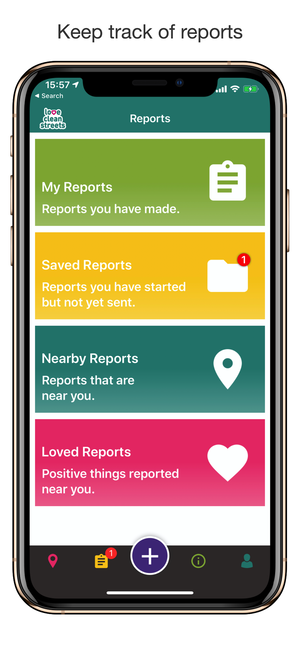 Keep track of reports
15:57
◀ Search
love
clean
streets
Reports
My Reports
Reports you have made.
Saved Reports
Reports you have started
but not yet sent.
1
Nearby Reports
Reports that are
near you.
Loved Reports
Positive things reported
near you.
1